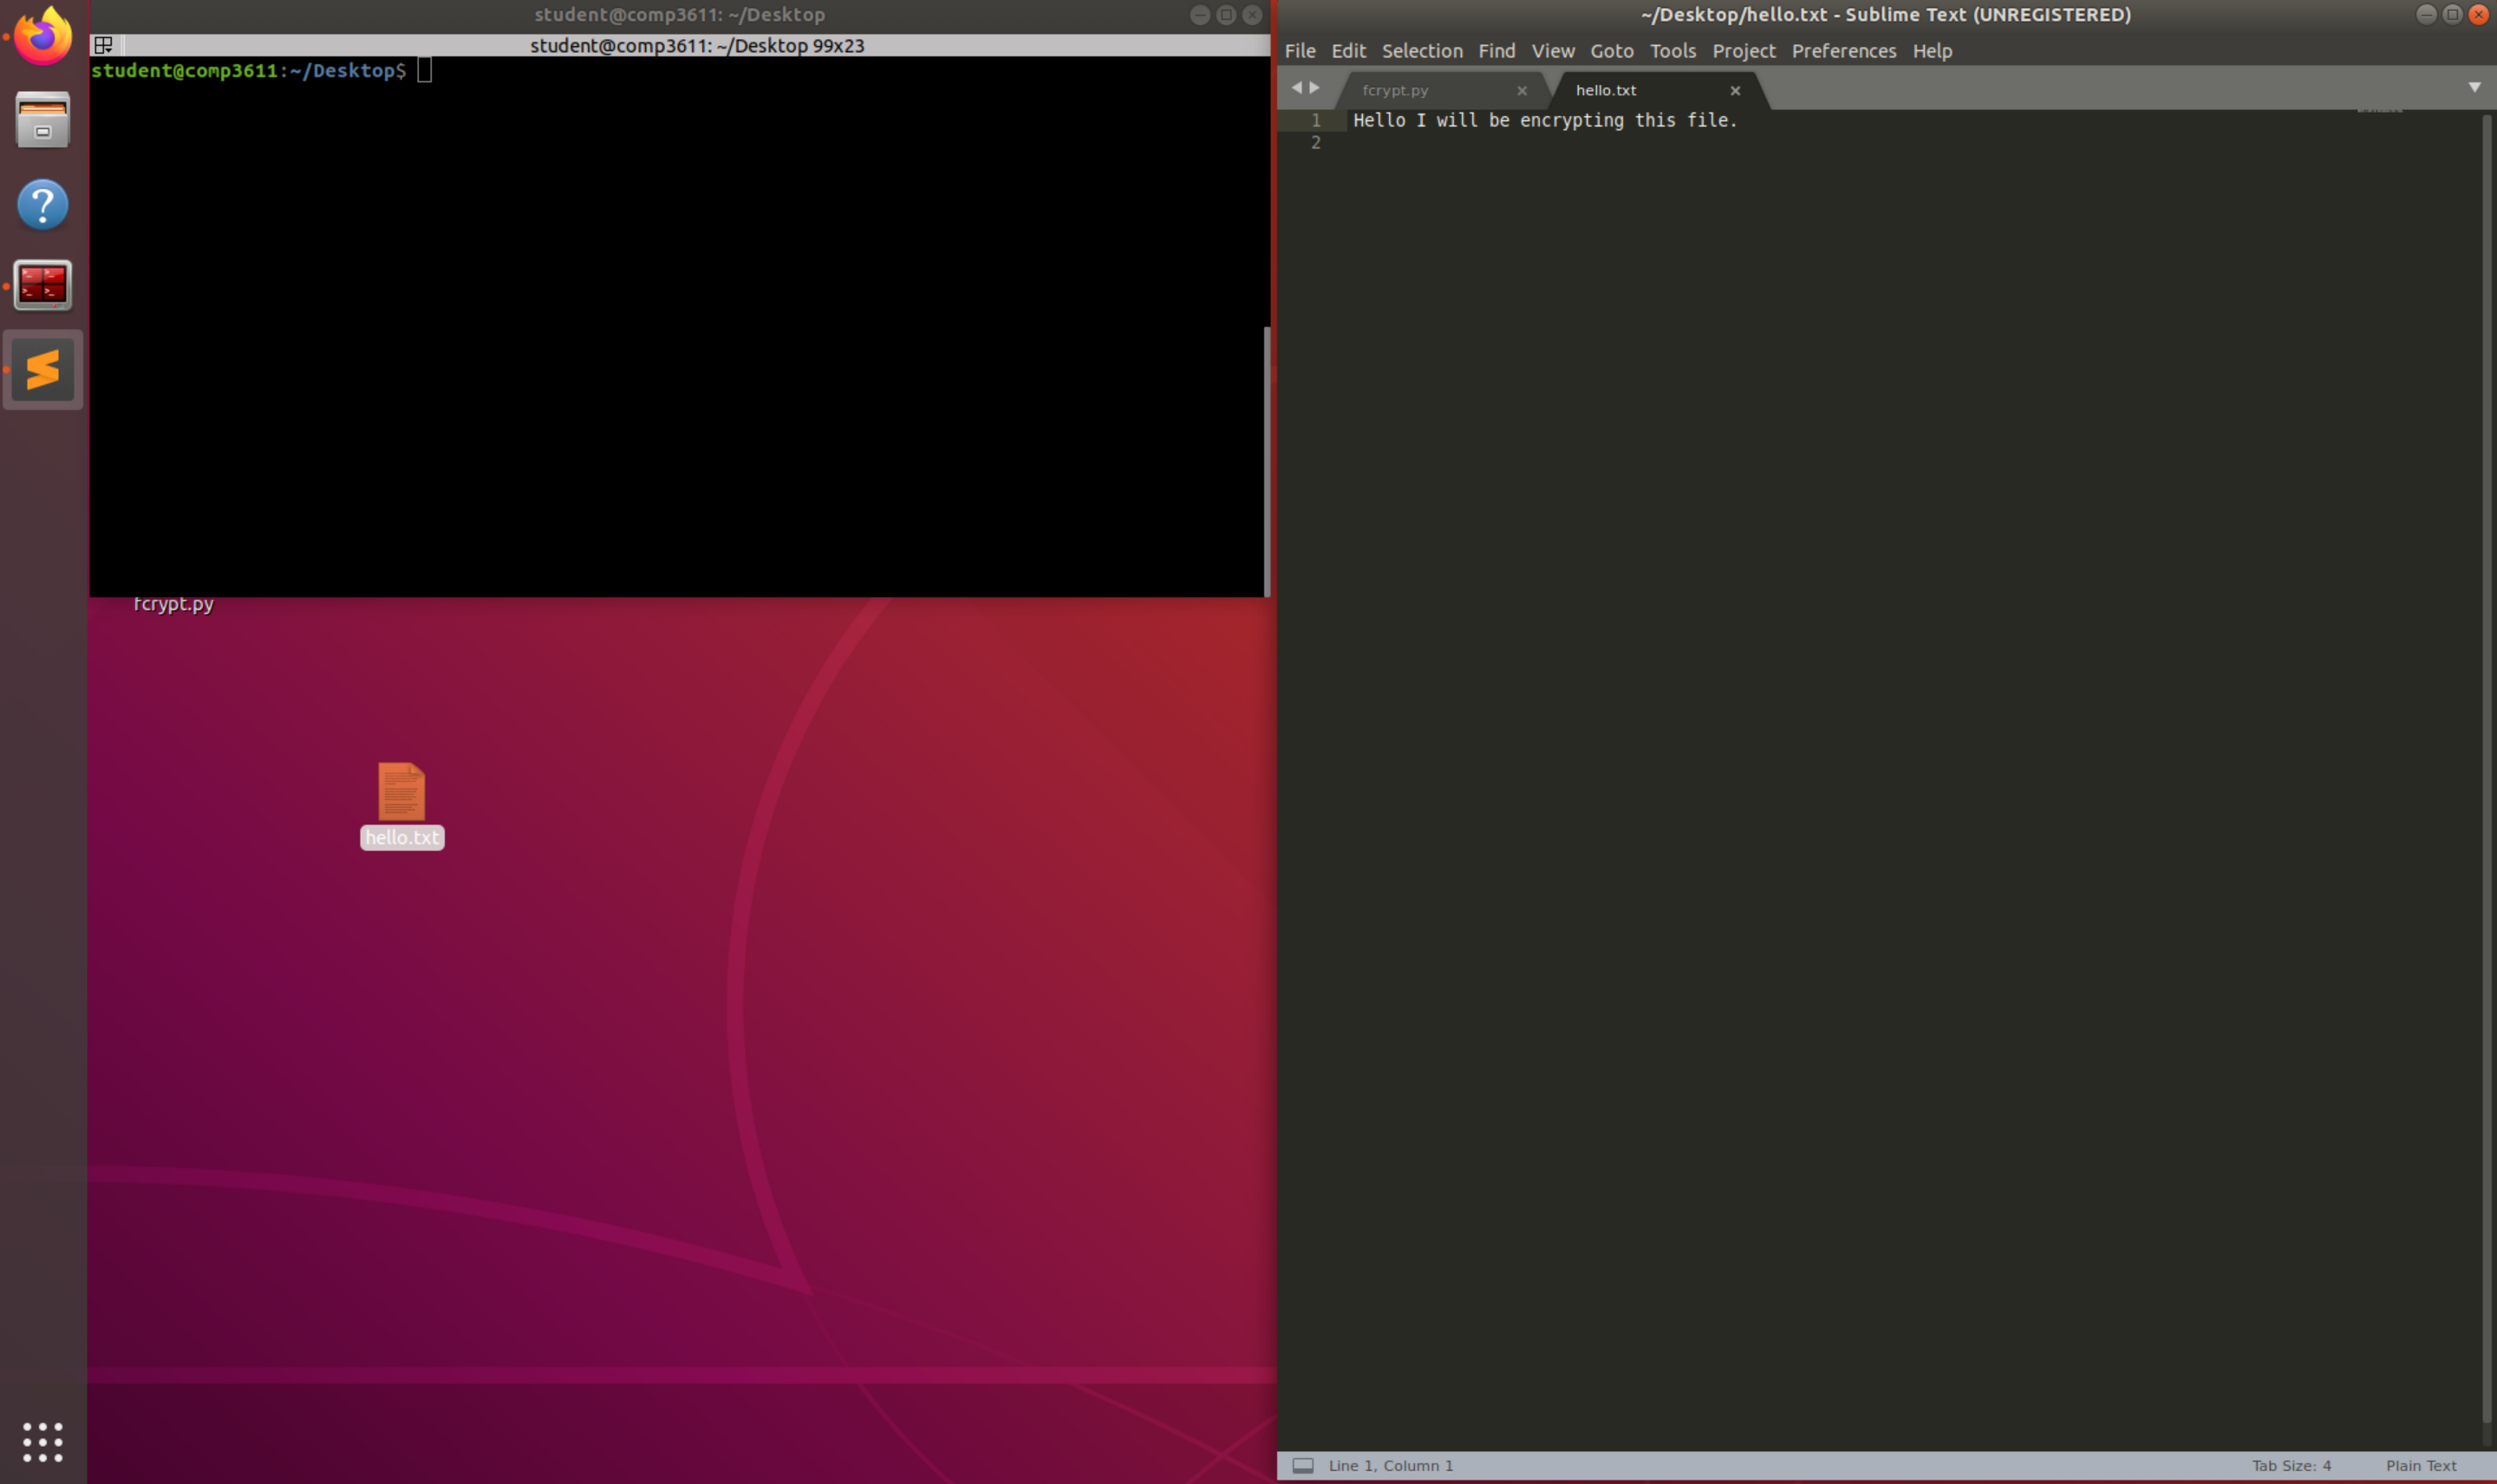 student@comp3611: ~/Desktop
student@comp3611: ~/Desktop 99x23
student@comp3611:~/Desktop$
fcrypt.py
hello.txt
~/Desktop/hello.txt - Sublime Text (UNREGISTERED)
File Edit Selection Find View Goto Tools Project Preferences Help
fcrypt.py hello.txt
1 Hello I will be encrypting this file.
2
Line 1, Column 1 Tab Size: 4 Plain Text